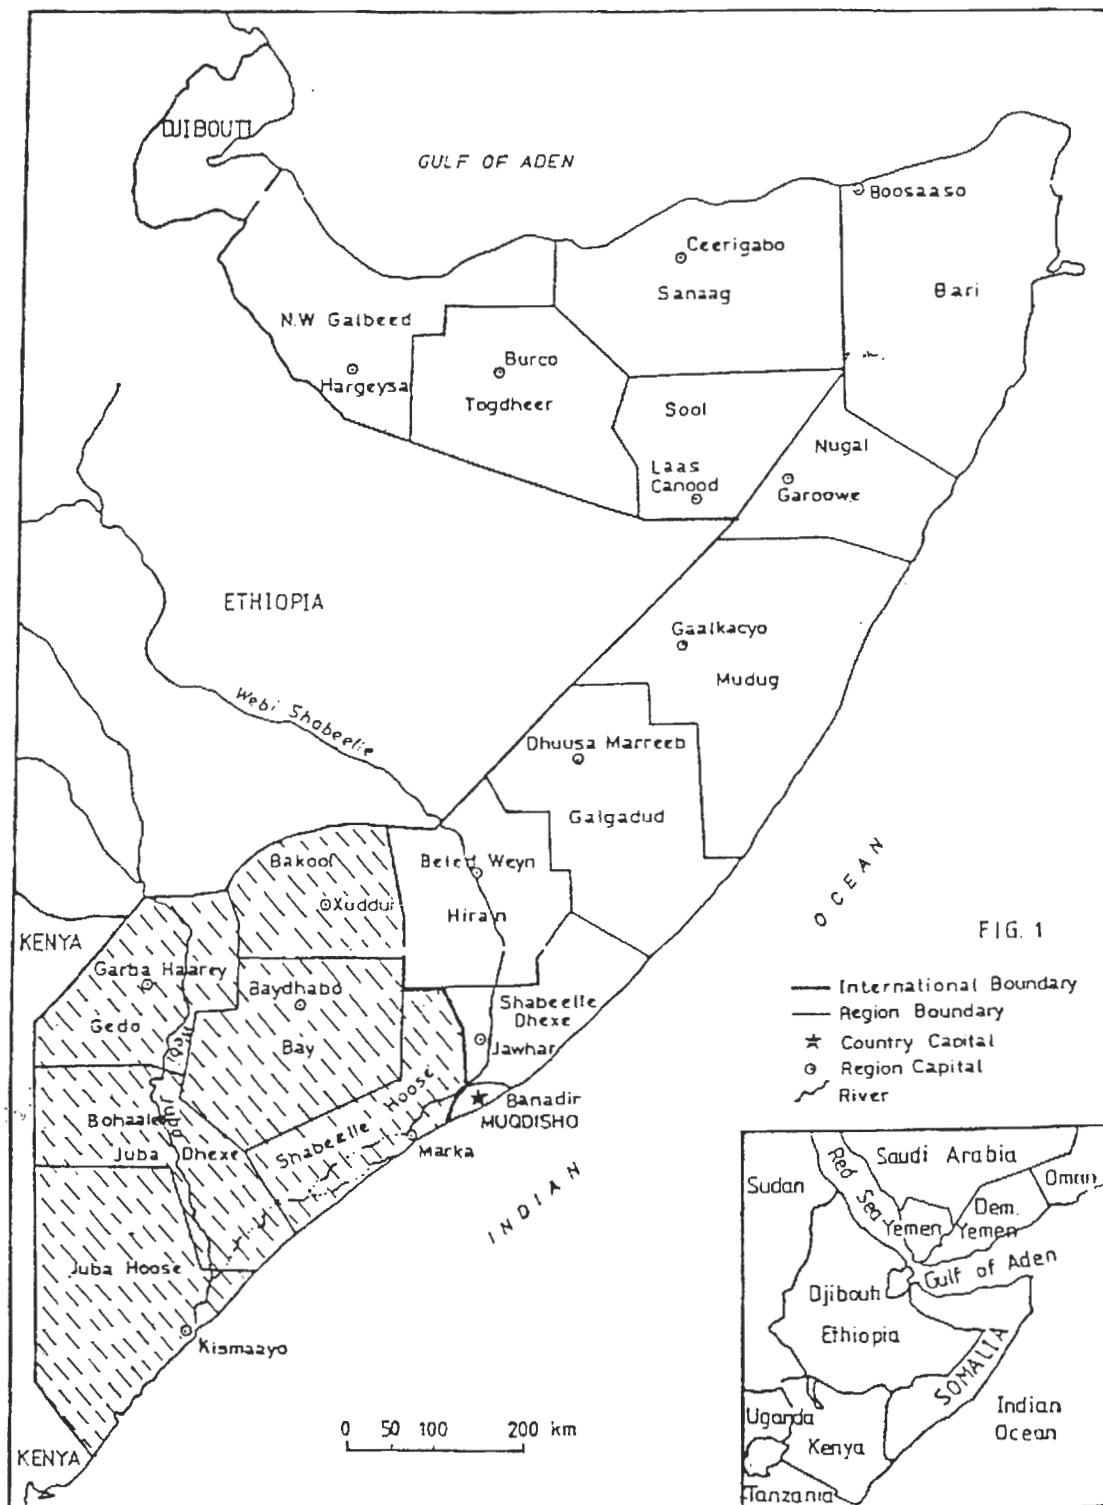 DJIBOUTI
GULF OF ADEN
Boosaaso
Ceerigabo
Sanaag
Bari
N.W Galbeed
Hargeysa
Burco
Togdheer
Sool
Laas
Canood
Nugal
Garoowe
ETHIOPIA
Webi Shabeelle
Gaalkacyo
Mudug
Dhuusa Marreeb
Galgadud
Beled Weyn
Hiran
Bakool
Xuddur
KENYA
Garba Haarey
Gedo
Baydhabo
Bay
Webi Juba
Shabeelle
Dhexe
Jawhar
Banadir
MUQDISHO
Shabeelle Hoose
Marka
Bohaale
Juba Dhexe
Juba Hoose
Kismaayo
KENYA
INDIAN OCEAN
FIG. 1
International Boundary
Region Boundary
Country Capital
Region Capital
River
0 50 100 200 km
Saudi Arabia
Sudan
Red Sea
Oman
Yemen
Dem.
Yemen
Gulf of Aden
Djibouti
Ethiopia
SOMALIA
Indian
Ocean
Uganda
Kenya
Tanzania